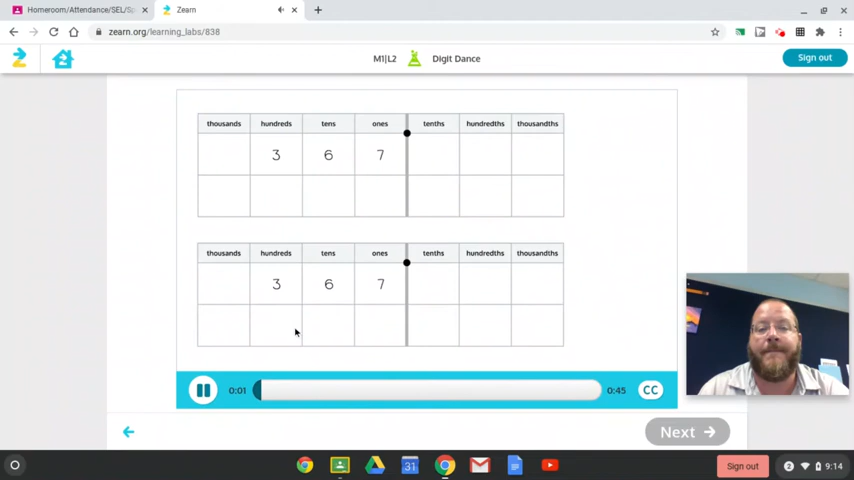 Homeroom/Attendance/SEL/Sp
Zearn
zearn.org/learning_labs/838
M1|L2 Digit Dance
Sign out
thousands hundreds tens ones tenths hundredths thousandths
3 6 7
thousands hundreds tens ones tenths hundredths thousandths
3 6 7
0:01 0:45 CC
Next
31
Sign out 2 9:14